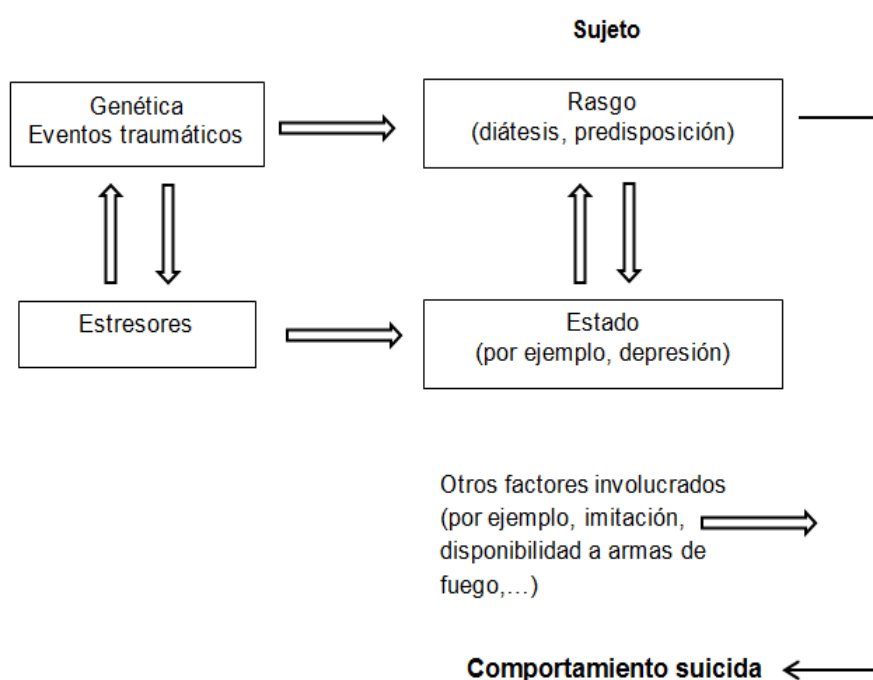 Sujeto
Genética
Eventos traumáticos
Rasgo
(diátesis, predisposición)
Estresores
Estado
(por ejemplo, depresión)
Otros factores involucrados
(por ejemplo, imitación,
disponibilidad a armas de
fuego,...)
Comportamiento suicida